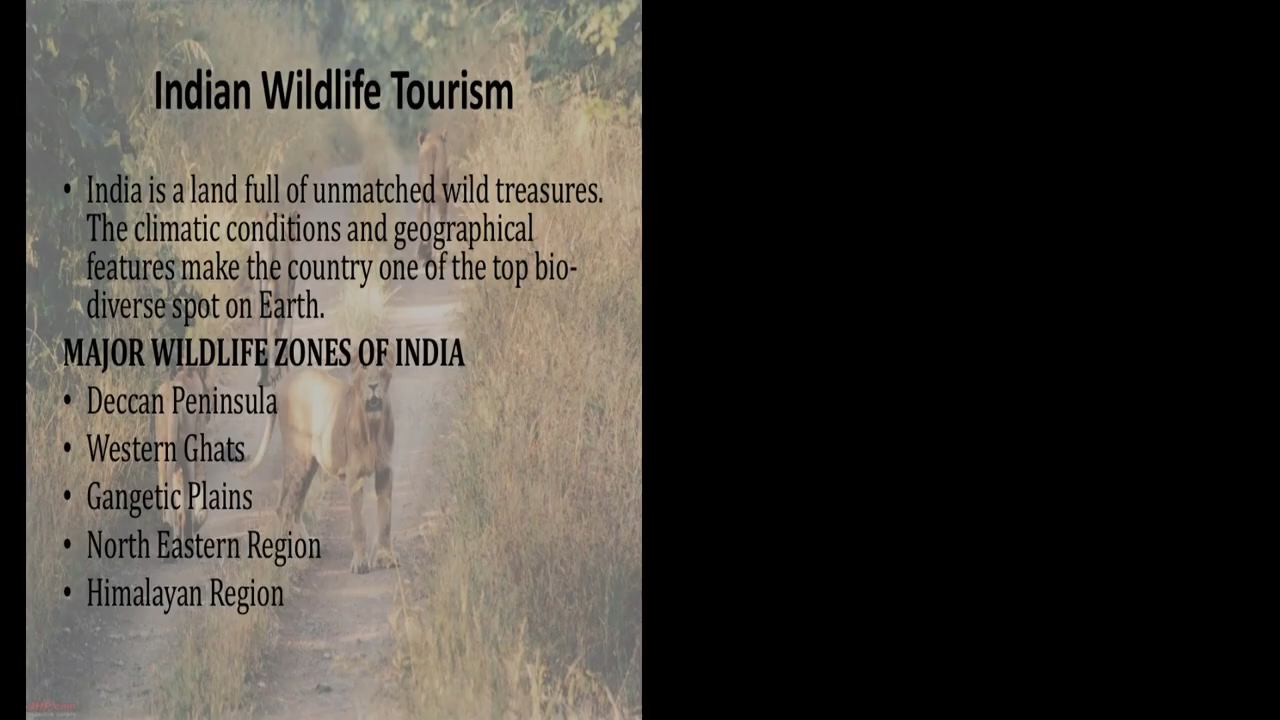 Indian Wildlife Tourism
• India is a land full of unmatched wild treasures.
The climatic conditions and geographical
features make the country one of the top bio-
diverse spot on Earth.
MAJOR WILDLIFE ZONES OF INDIA
• Deccan Peninsula
• Western Ghats
• Gangetic Plains
• North Eastern Region
• Himalayan Region